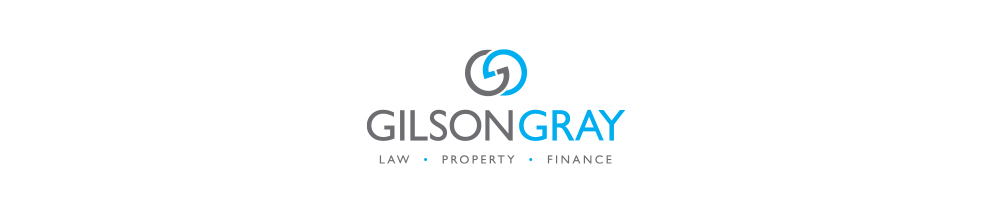 GILSONGRAY
LAW • PROPERTY • FINANCE